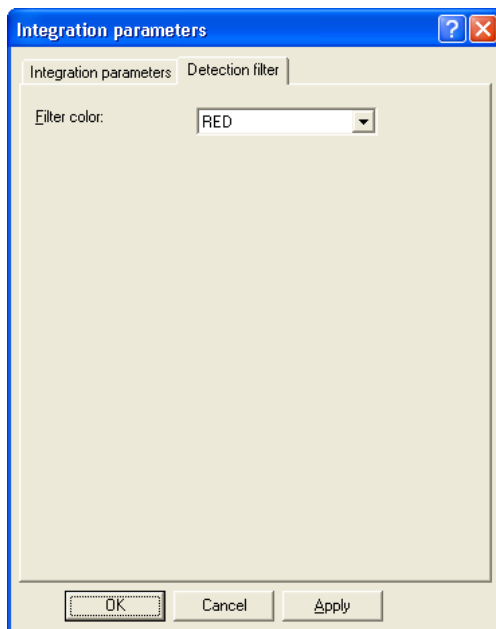 Integration parameters
Integration parameters Detection filter
Filter color: RED
OK Cancel Apply